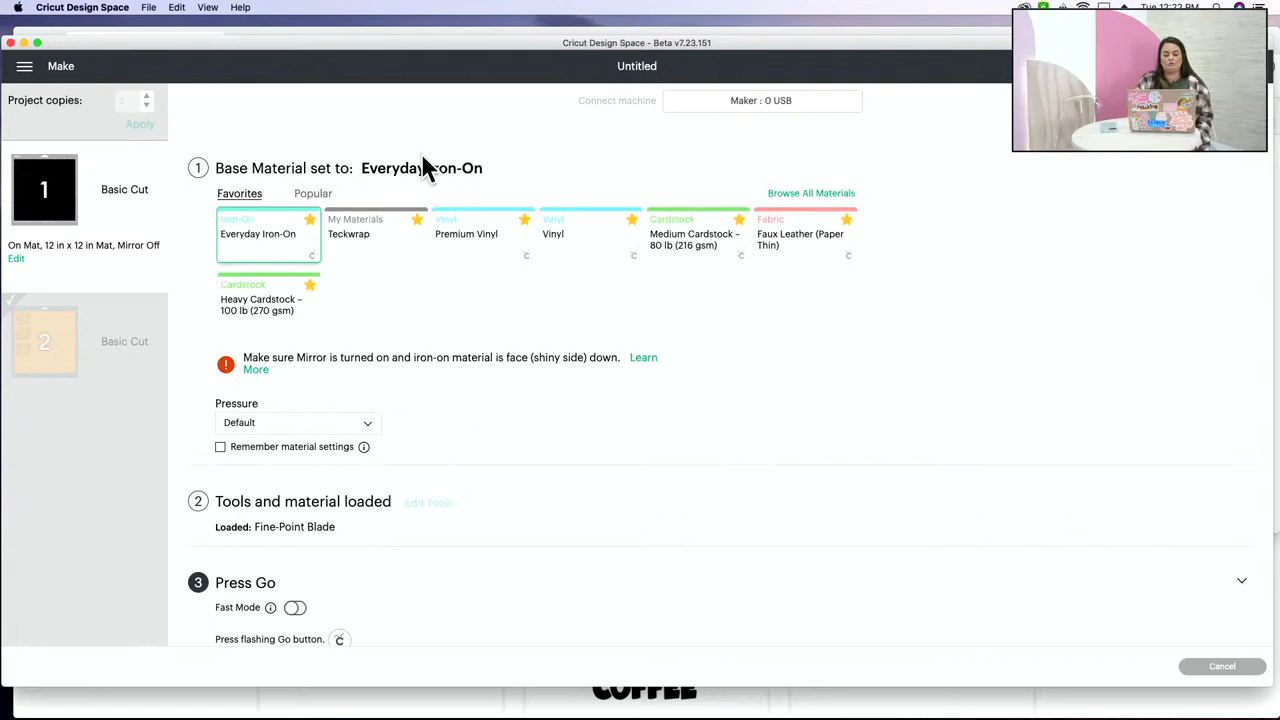 Cricut Design Space File Edit View Help
Tue 12:22 PM
Cricut Design Space - Beta v7.23.151
Make
Untitled
Project copies: 3
Apply
Connect machine
Maker : 0 USB
1 Base Material set to: Everyday Iron-On
Favorites Popular Browse All Materials
1 Basic Cut
On Mat, 12 in x 12 in Mat, Mirror Off
Edit
Iron-On
Everyday Iron-On
My Materials
Teckwrap
Vinyl
Premium Vinyl
Vinyl
Vinyl
Cardstock
Medium Cardstock –
80 lb (216 gsm)
Fabric
Faux Leather (Paper
Thin)
Cardstock
Heavy Cardstock –
100 lb (270 gsm)
2 Basic Cut
Make sure Mirror is turned on and iron-on material is face (shiny side) down. Learn
More
Pressure
Default
Remember material settings
2 Tools and material loaded Edit Tools
Loaded: Fine-Point Blade
3 Press Go
Fast Mode
Press flashing Go button.
Cancel
COFFEE